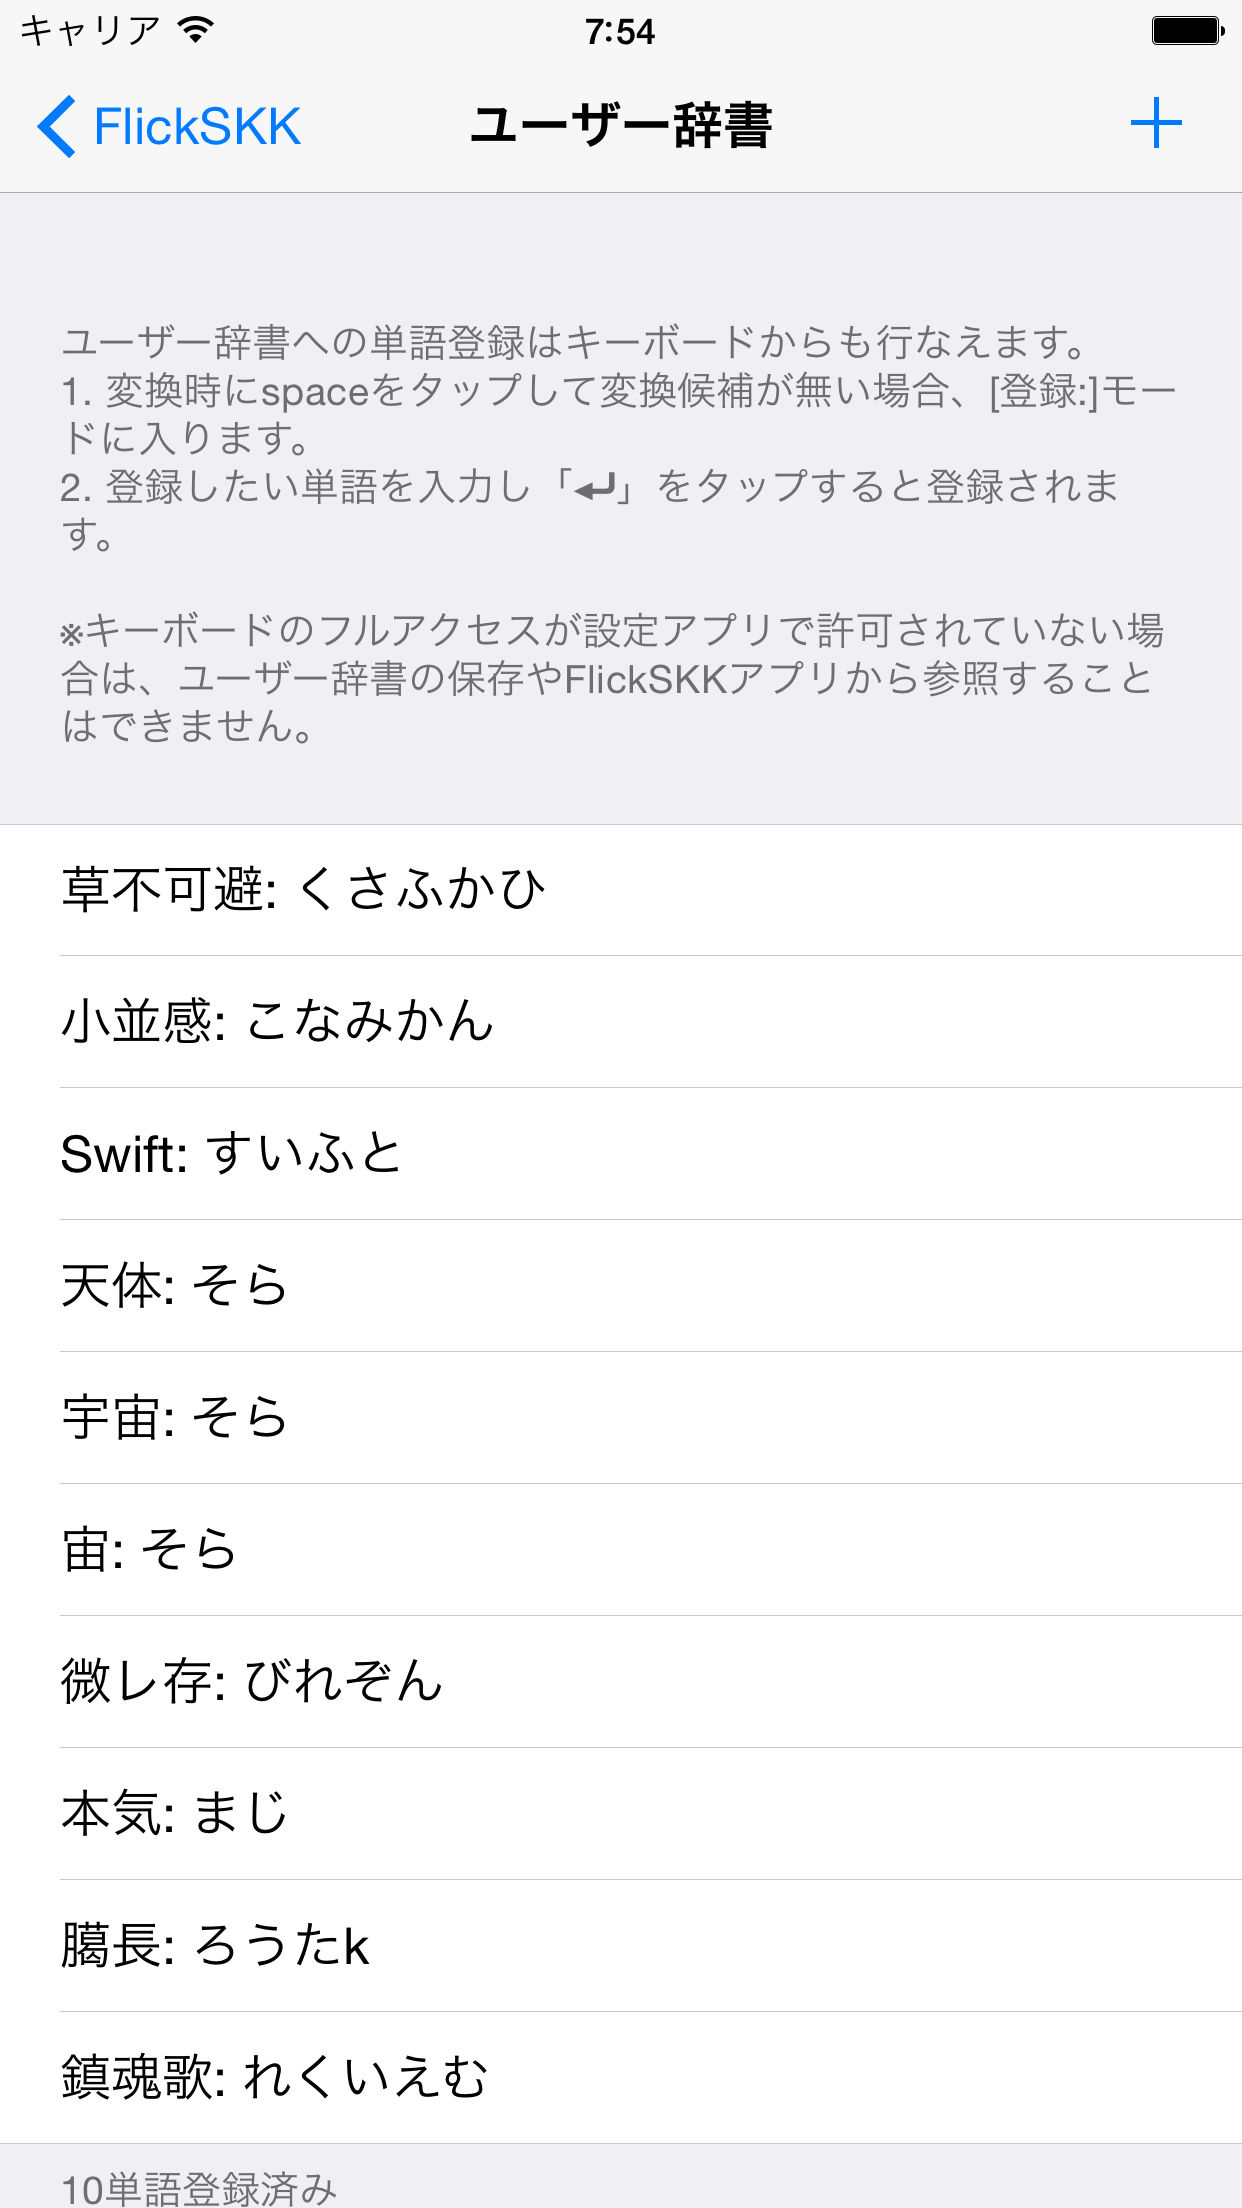 キャリア 7:54
FlickSKK ユーザー辞書 +
ユーザー辞書への単語登録はキーボードからも行なえます。
1. 変換時にspaceをタップして変換候補が無い場合、[登録:]モー
ドに入ります。
2. 登録したい単語を入力し「⏎」をタップすると登録されま
す。
※キーボードのフルアクセスが設定アプリで許可されていない場
合は、ユーザー辞書の保存やFlickSKKアプリから参照すること
はできません。
草不可避: くさふかひ
小並感: こなみかん
Swift: すいふと
天体: そら
宇宙: そら
宙: そら
微レ存: びれぞん
本気: まじ
臈長: ろうたk
鎮魂歌: れくいえむ
10単語登録済み